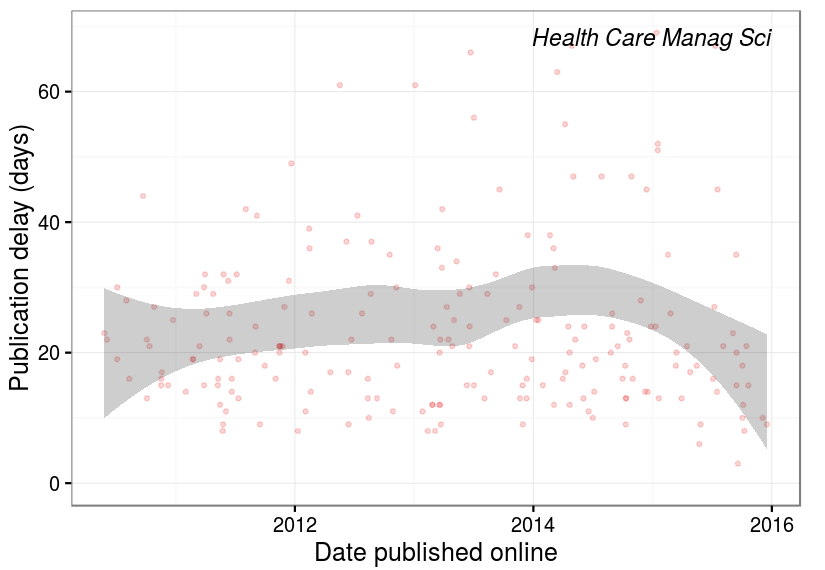 Health Care Manag Sci
Publication delay (days)
60
40
20
0
2012
2014
2016
Date published online